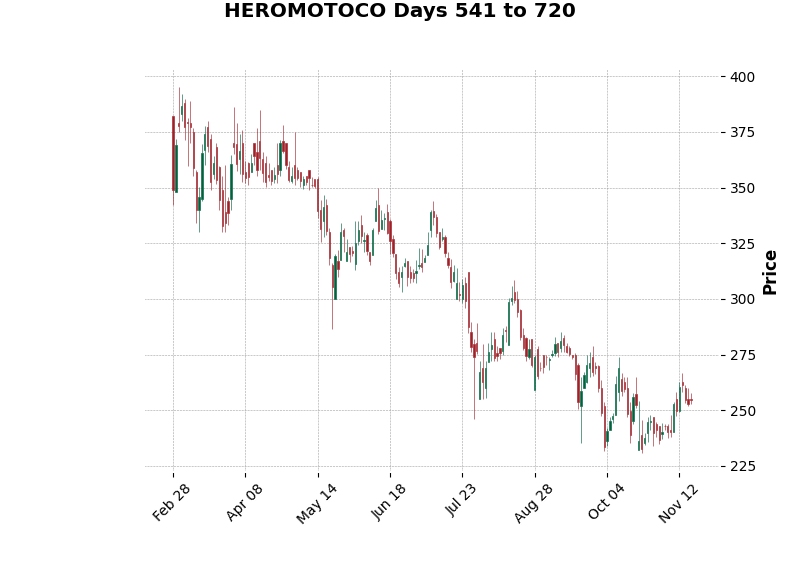 HEROMOTOCO Days 541 to 720
400
375
350
325
300
275
250
225
Price
Feb 28
Apr 08
May 14
Jun 18
Jul 23
Aug 28
Oct 04
Nov 12